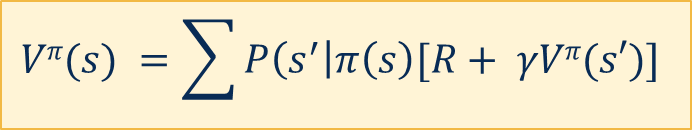 V^π(s) = ∑ P(s′|π(s)[R + γV^π(s′)]